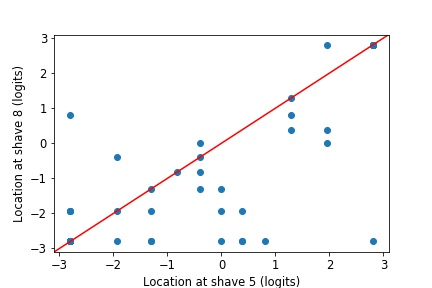 3
2
1
0
−1
−2
−3
Location at shave 8 (logits)
−3 −2 −1 0 1 2 3
Location at shave 5 (logits)